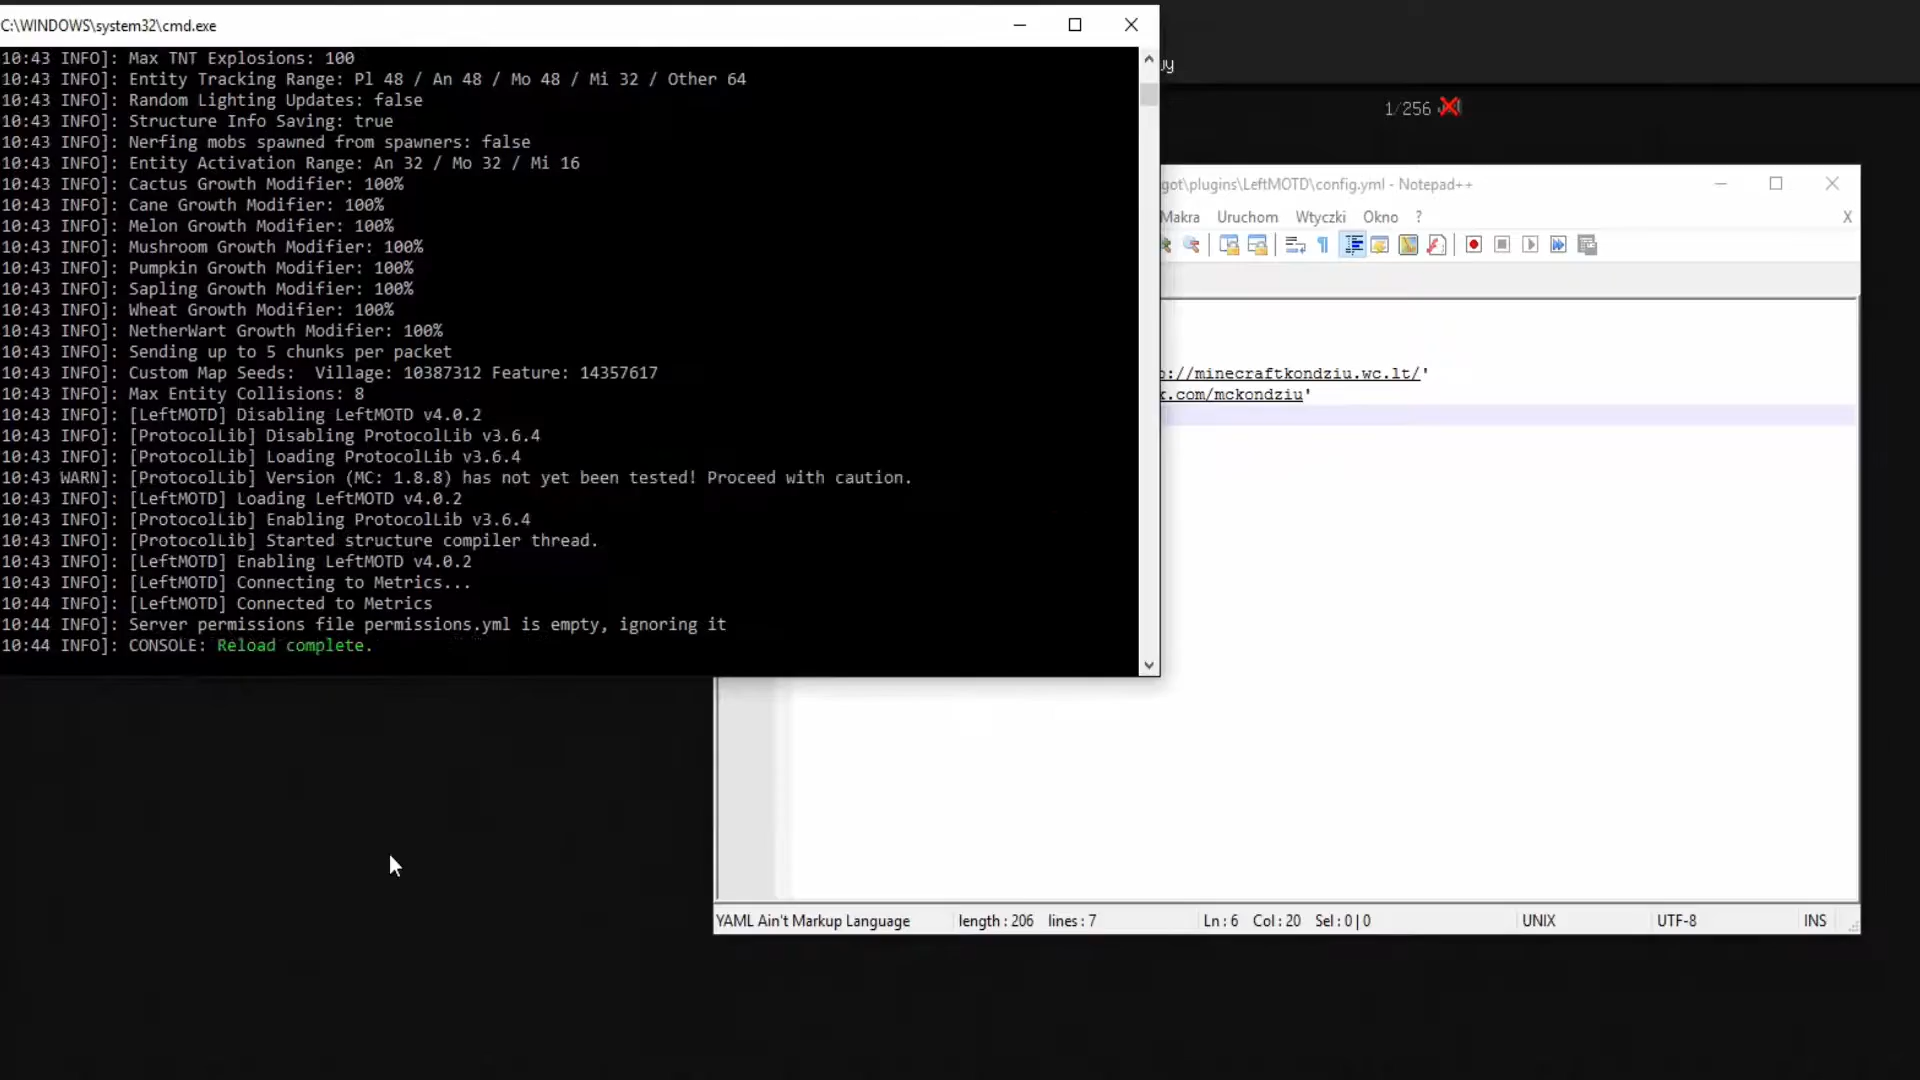 C:\WINDOWS\system32\cmd.exe
10:43 INFO]: Max TNT Explosions: 100
10:43 INFO]: Entity Tracking Range: Pl 48 / An 48 / Mo 48 / Mi 32 / Other 64
10:43 INFO]: Random Lighting Updates: false
10:43 INFO]: Structure Info Saving: true
10:43 INFO]: Nerfing mobs spawned from spawners: false
10:43 INFO]: Entity Activation Range: An 32 / Mo 32 / Mi 16
10:43 INFO]: Cactus Growth Modifier: 100%
10:43 INFO]: Cane Growth Modifier: 100%
10:43 INFO]: Melon Growth Modifier: 100%
10:43 INFO]: Mushroom Growth Modifier: 100%
10:43 INFO]: Pumpkin Growth Modifier: 100%
10:43 INFO]: Sapling Growth Modifier: 100%
10:43 INFO]: Wheat Growth Modifier: 100%
10:43 INFO]: NetherWart Growth Modifier: 100%
10:43 INFO]: Sending up to 5 chunks per packet
10:43 INFO]: Custom Map Seeds:  Village: 10387312 Feature: 14357617
10:43 INFO]: Max Entity Collisions: 8
10:43 INFO]: [LeftMOTD] Disabling LeftMOTD v4.0.2
10:43 INFO]: [ProtocolLib] Disabling ProtocolLib v3.6.4
10:43 INFO]: [ProtocolLib] Loading ProtocolLib v3.6.4
10:43 WARN]: [ProtocolLib] Version (MC: 1.8.8) has not yet been tested! Proceed with caution.
10:43 INFO]: [LeftMOTD] Loading LeftMOTD v4.0.2
10:43 INFO]: [ProtocolLib] Enabling ProtocolLib v3.6.4
10:43 INFO]: [ProtocolLib] Started structure compiler thread.
10:43 INFO]: [LeftMOTD] Enabling LeftMOTD v4.0.2
10:43 INFO]: [LeftMOTD] Connecting to Metrics...
10:44 INFO]: [LeftMOTD] Connected to Metrics
10:44 INFO]: Server permissions file permissions.yml is empty, ignoring it
10:44 INFO]: CONSOLE: Reload complete.
1/256
got\plugins\LeftMOTD\config.yml - Notepad++
Makra Uruchom Wtyczki Okno ? X
://minecraftkondziu.wc.lt/'
.com/mckondziu'
YAML Ain't Markup Language length : 206 lines : 7 Ln : 6 Col : 20 Sel : 0 | 0 UNIX UTF-8 INS